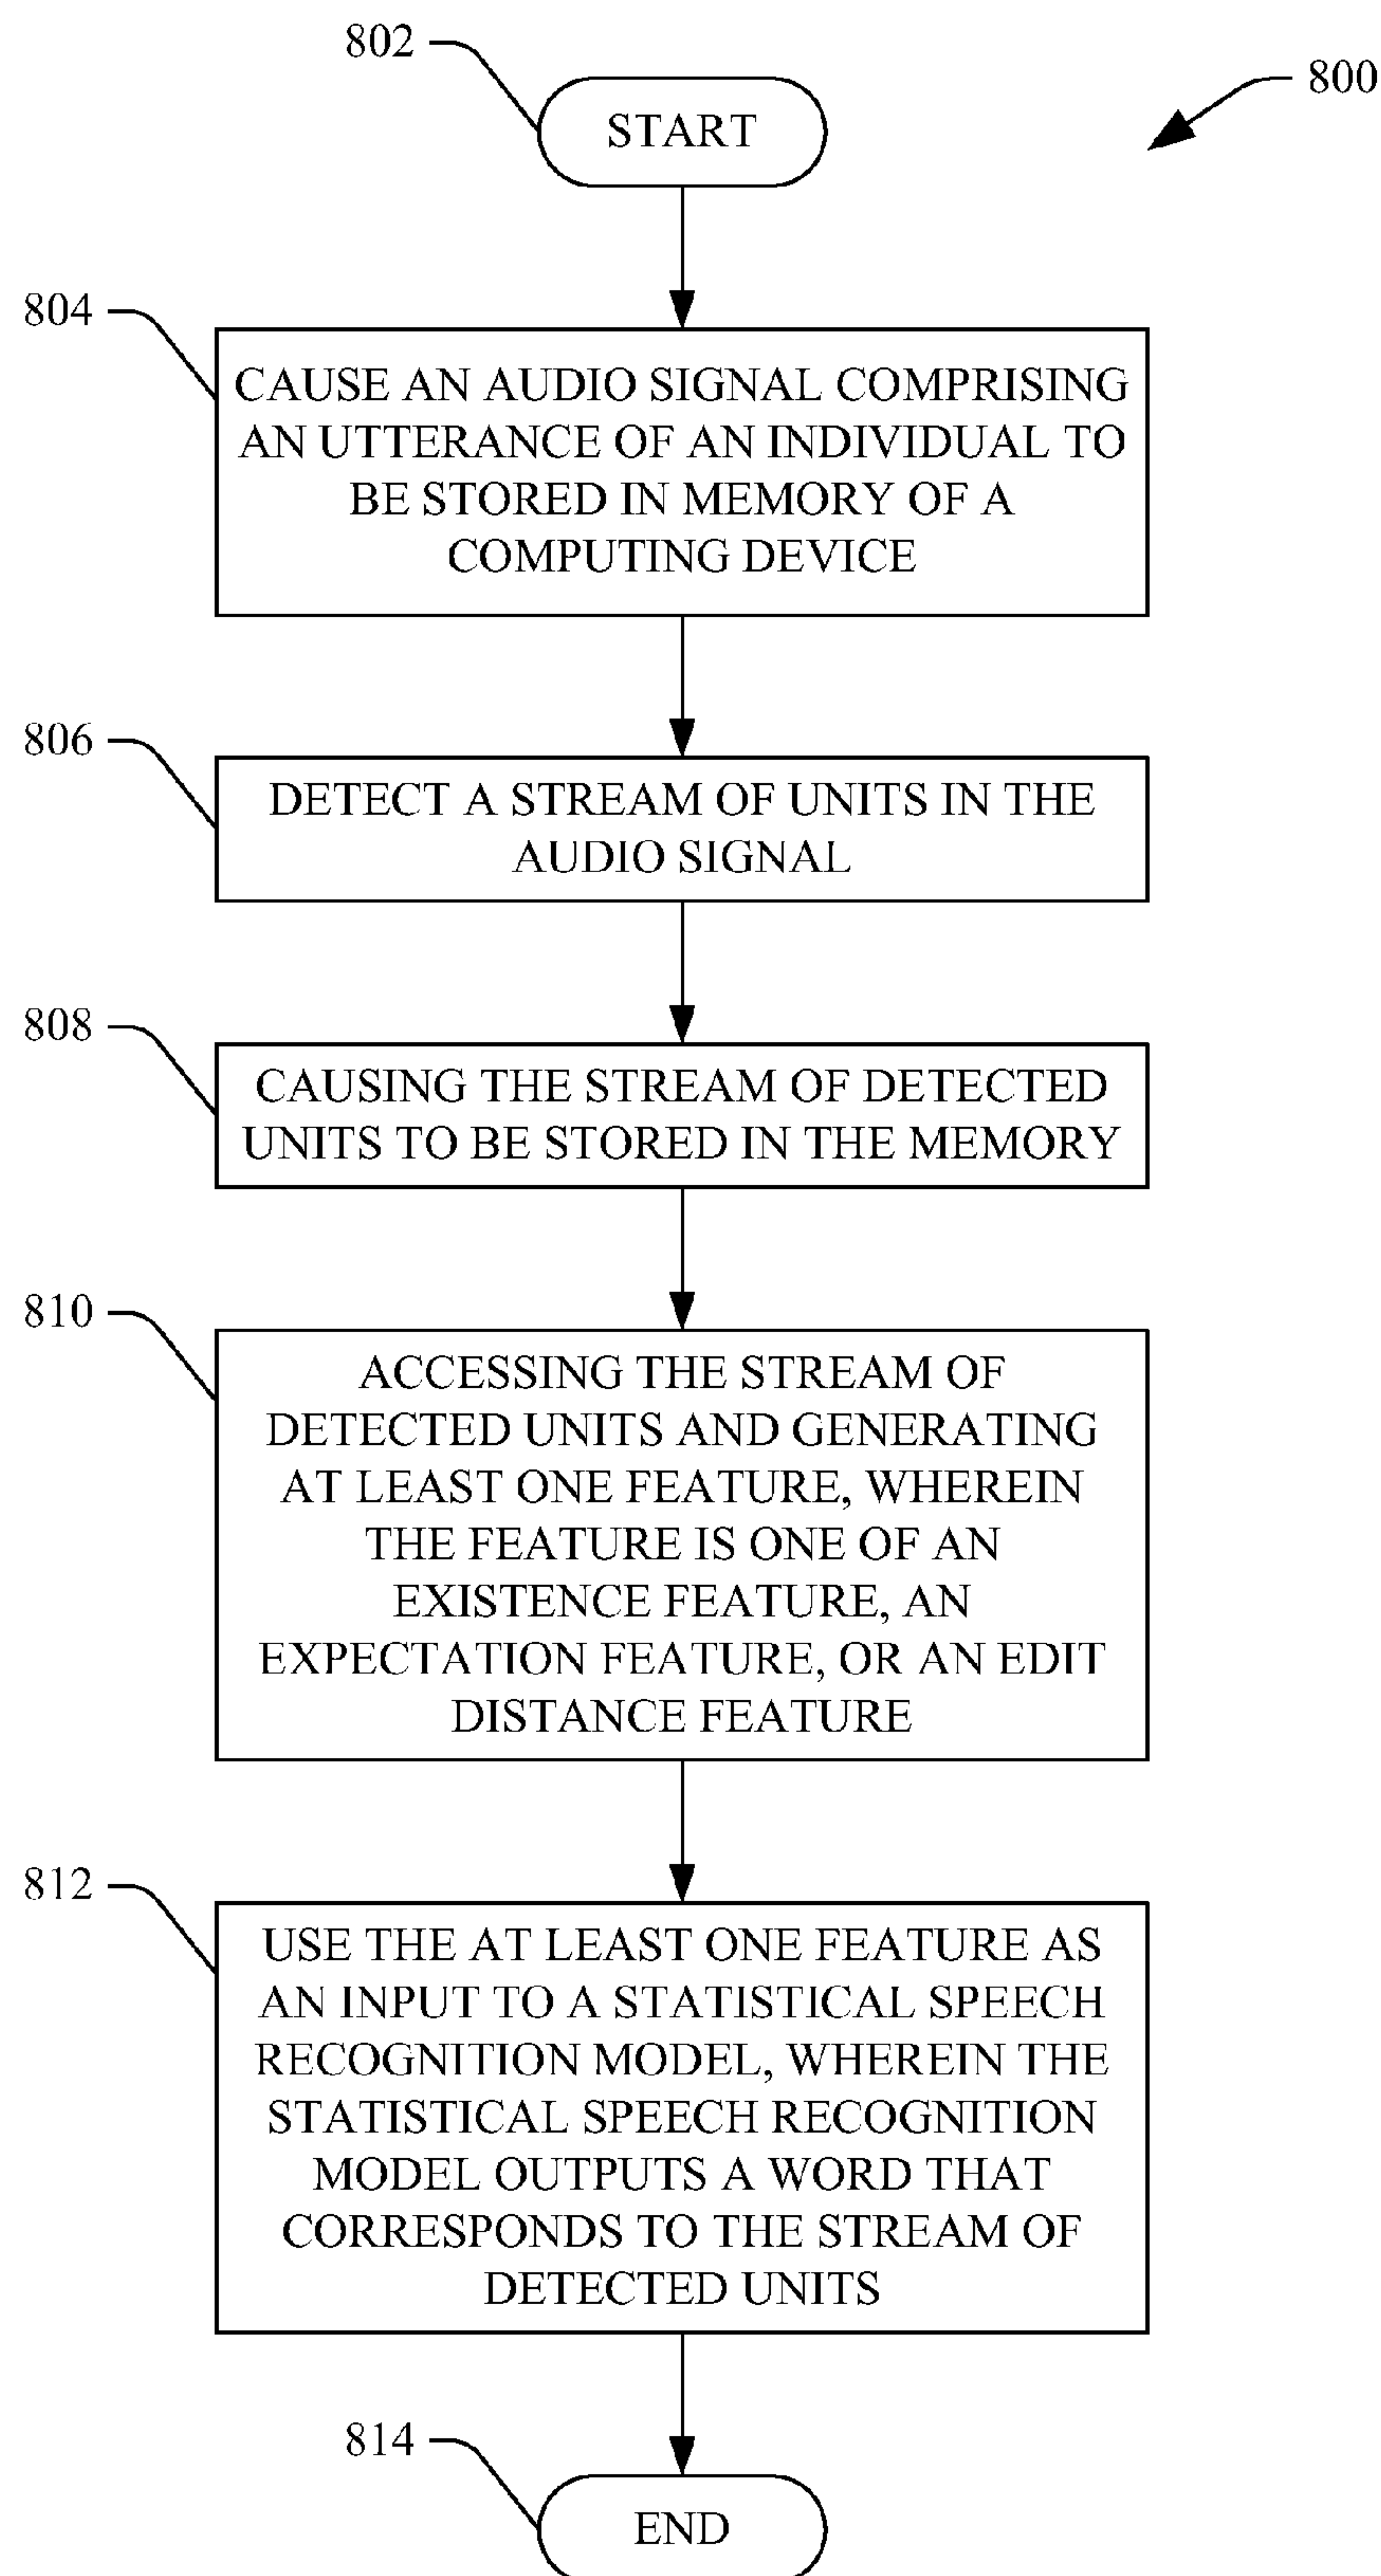 802
800
START
804
CAUSE AN AUDIO SIGNAL COMPRISING
AN UTTERANCE OF AN INDIVIDUAL TO
BE STORED IN MEMORY OF A
COMPUTING DEVICE
806
DETECT A STREAM OF UNITS IN THE
AUDIO SIGNAL
808
CAUSING THE STREAM OF DETECTED
UNITS TO BE STORED IN THE MEMORY
810
ACCESSING THE STREAM OF
DETECTED UNITS AND GENERATING
AT LEAST ONE FEATURE, WHEREIN
THE FEATURE IS ONE OF AN
EXISTENCE FEATURE, AN
EXPECTATION FEATURE, OR AN EDIT
DISTANCE FEATURE
812
USE THE AT LEAST ONE FEATURE AS
AN INPUT TO A STATISTICAL SPEECH
RECOGNITION MODEL, WHEREIN THE
STATISTICAL SPEECH RECOGNITION
MODEL OUTPUTS A WORD THAT
CORRESPONDS TO THE STREAM OF
DETECTED UNITS
814
END